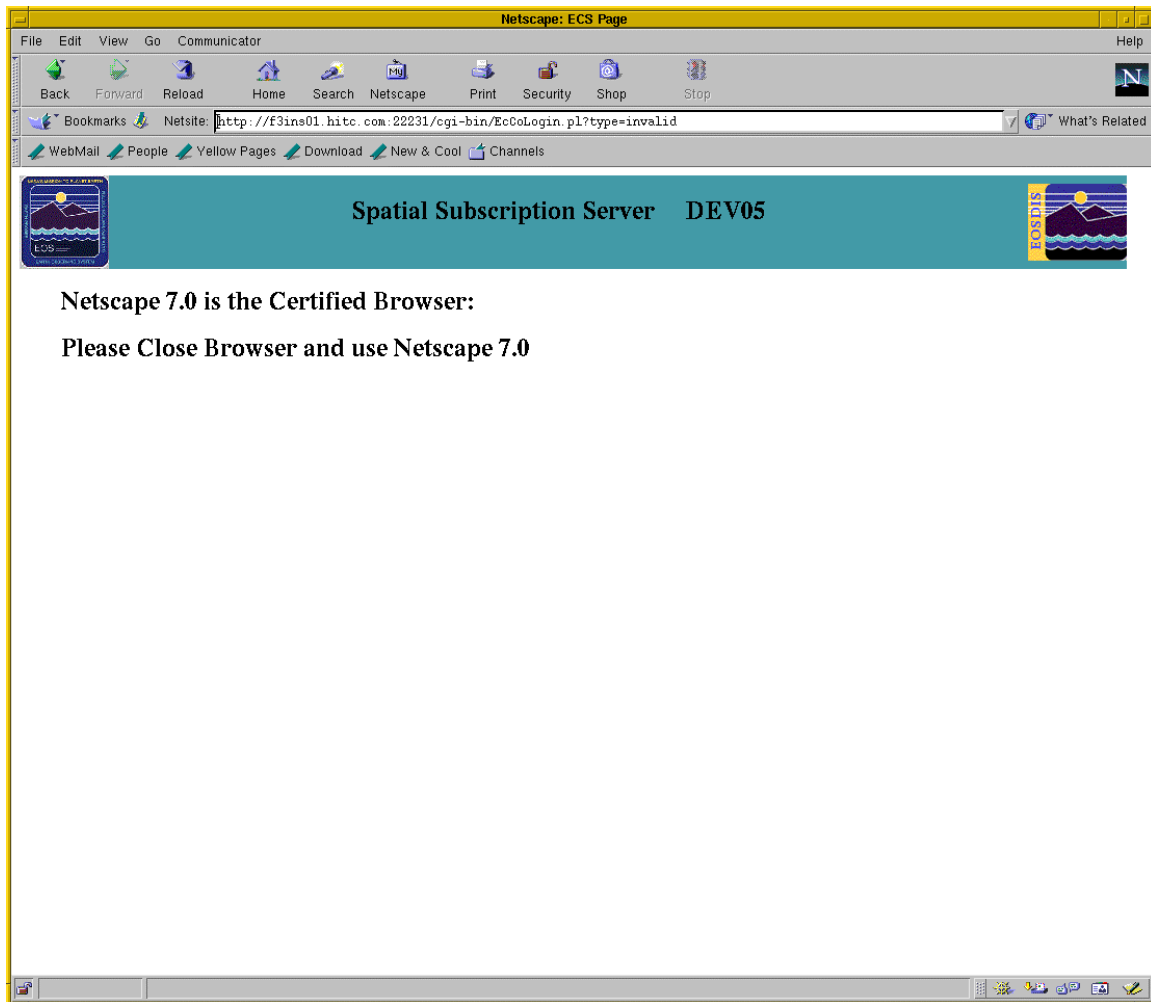 Netscape: ECS Page
File Edit View Go Communicator Help
Back Forward Reload Home Search Netscape Print Security Shop Stop
Bookmarks Netsite: http://f3ins01.hitc.com:22231/cgi-bin/EcCoLogin.pl?type=invalid What's Related
WebMail People Yellow Pages Download New & Cool Channels
Spatial Subscription Server DEV05
EOS
EOSDIS
Netscape 7.0 is the Certified Browser:
Please Close Browser and use Netscape 7.0